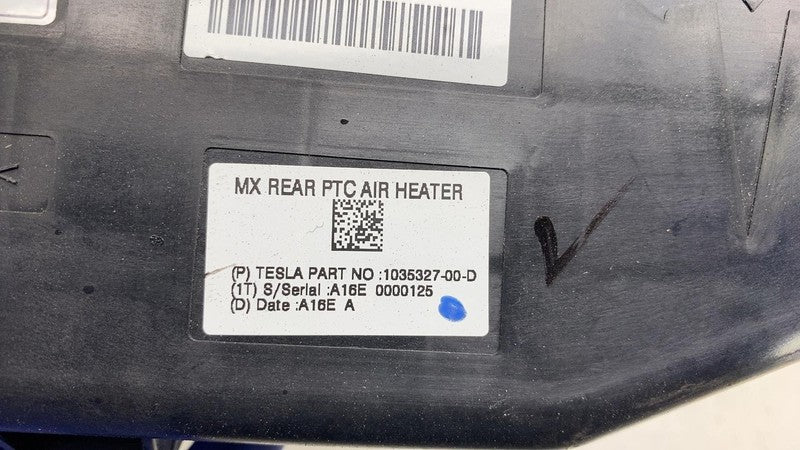 MX REAR PTC AIR HEATER
(P) TESLA PART NO :1035327-00-D
(1T) S/Serial :A16E 0000125
(D) Date :A16E A